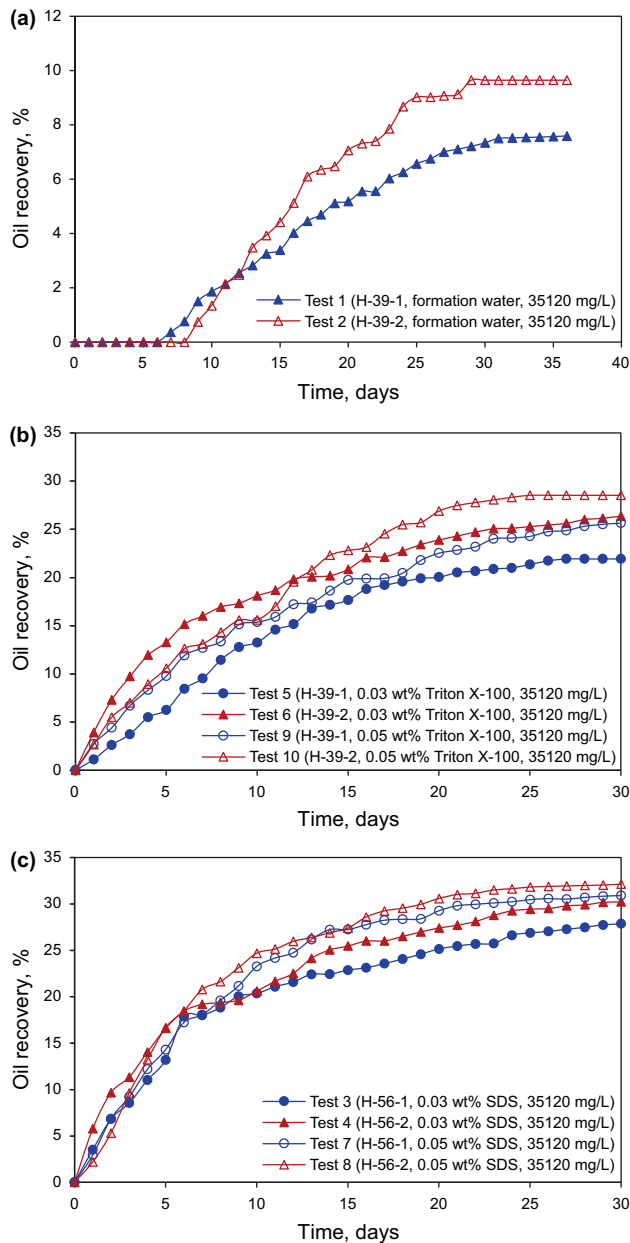 (a)
12
10
8
6
4
2
0
Oil recovery, %
Test 1 (H-39-1, formation water, 35120 mg/L)
Test 2 (H-39-2, formation water, 35120 mg/L)
0 5 10 15 20 25 30 35 40
Time, days
(b)
35
30
25
20
15
10
5
0
Oil recovery, %
Test 5 (H-39-1, 0.03 wt% Triton X-100, 35120 mg/L)
Test 6 (H-39-2, 0.03 wt% Triton X-100, 35120 mg/L)
Test 9 (H-39-1, 0.05 wt% Triton X-100, 35120 mg/L)
Test 10 (H-39-2, 0.05 wt% Triton X-100, 35120 mg/L)
0 5 10 15 20 25 30
Time, days
(c)
35
30
25
20
15
10
5
0
Oil recovery, %
Test 3 (H-56-1, 0.03 wt% SDS, 35120 mg/L)
Test 4 (H-56-2, 0.03 wt% SDS, 35120 mg/L)
Test 7 (H-56-1, 0.05 wt% SDS, 35120 mg/L)
Test 8 (H-56-2, 0.05 wt% SDS, 35120 mg/L)
0 5 10 15 20 25 30
Time, days